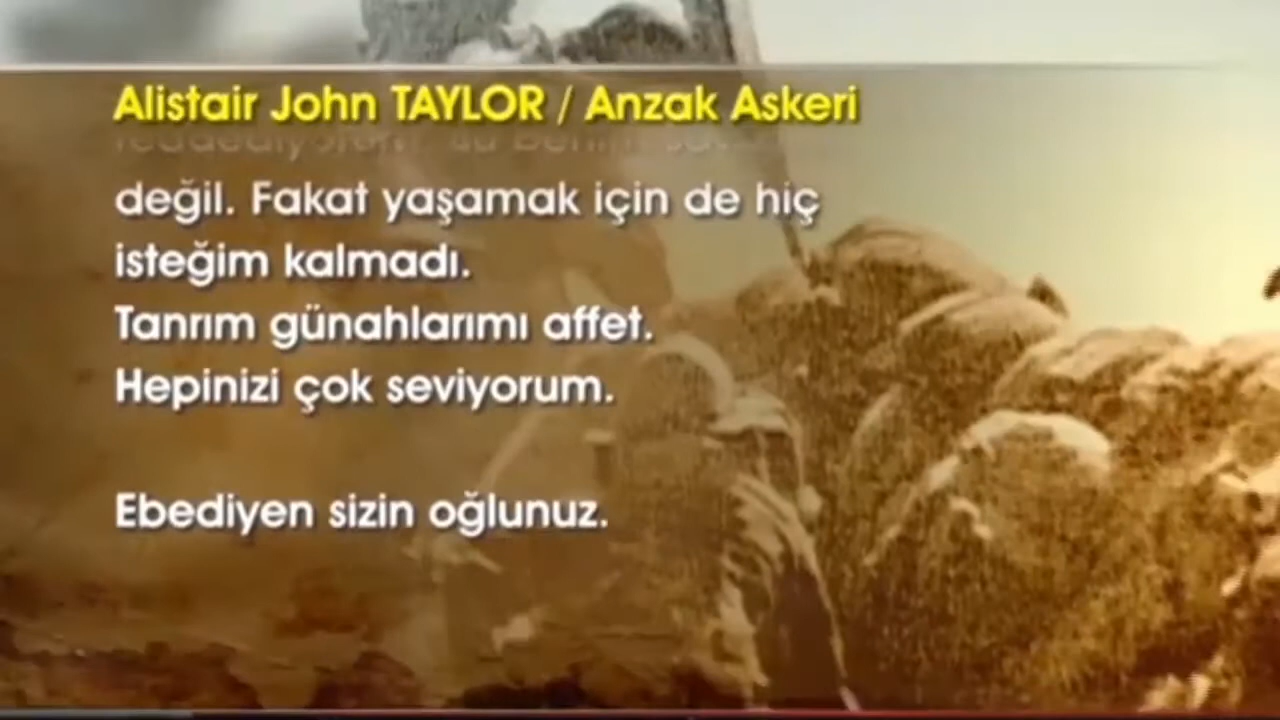 Alistair John TAYLOR / Anzak Askeri
değil. Fakat yaşamak için de hiç
isteğim kalmadı.
Tanrım günahlarımı affet.
Hepinizi çok seviyorum.
Ebediyen sizin oğlunuz.